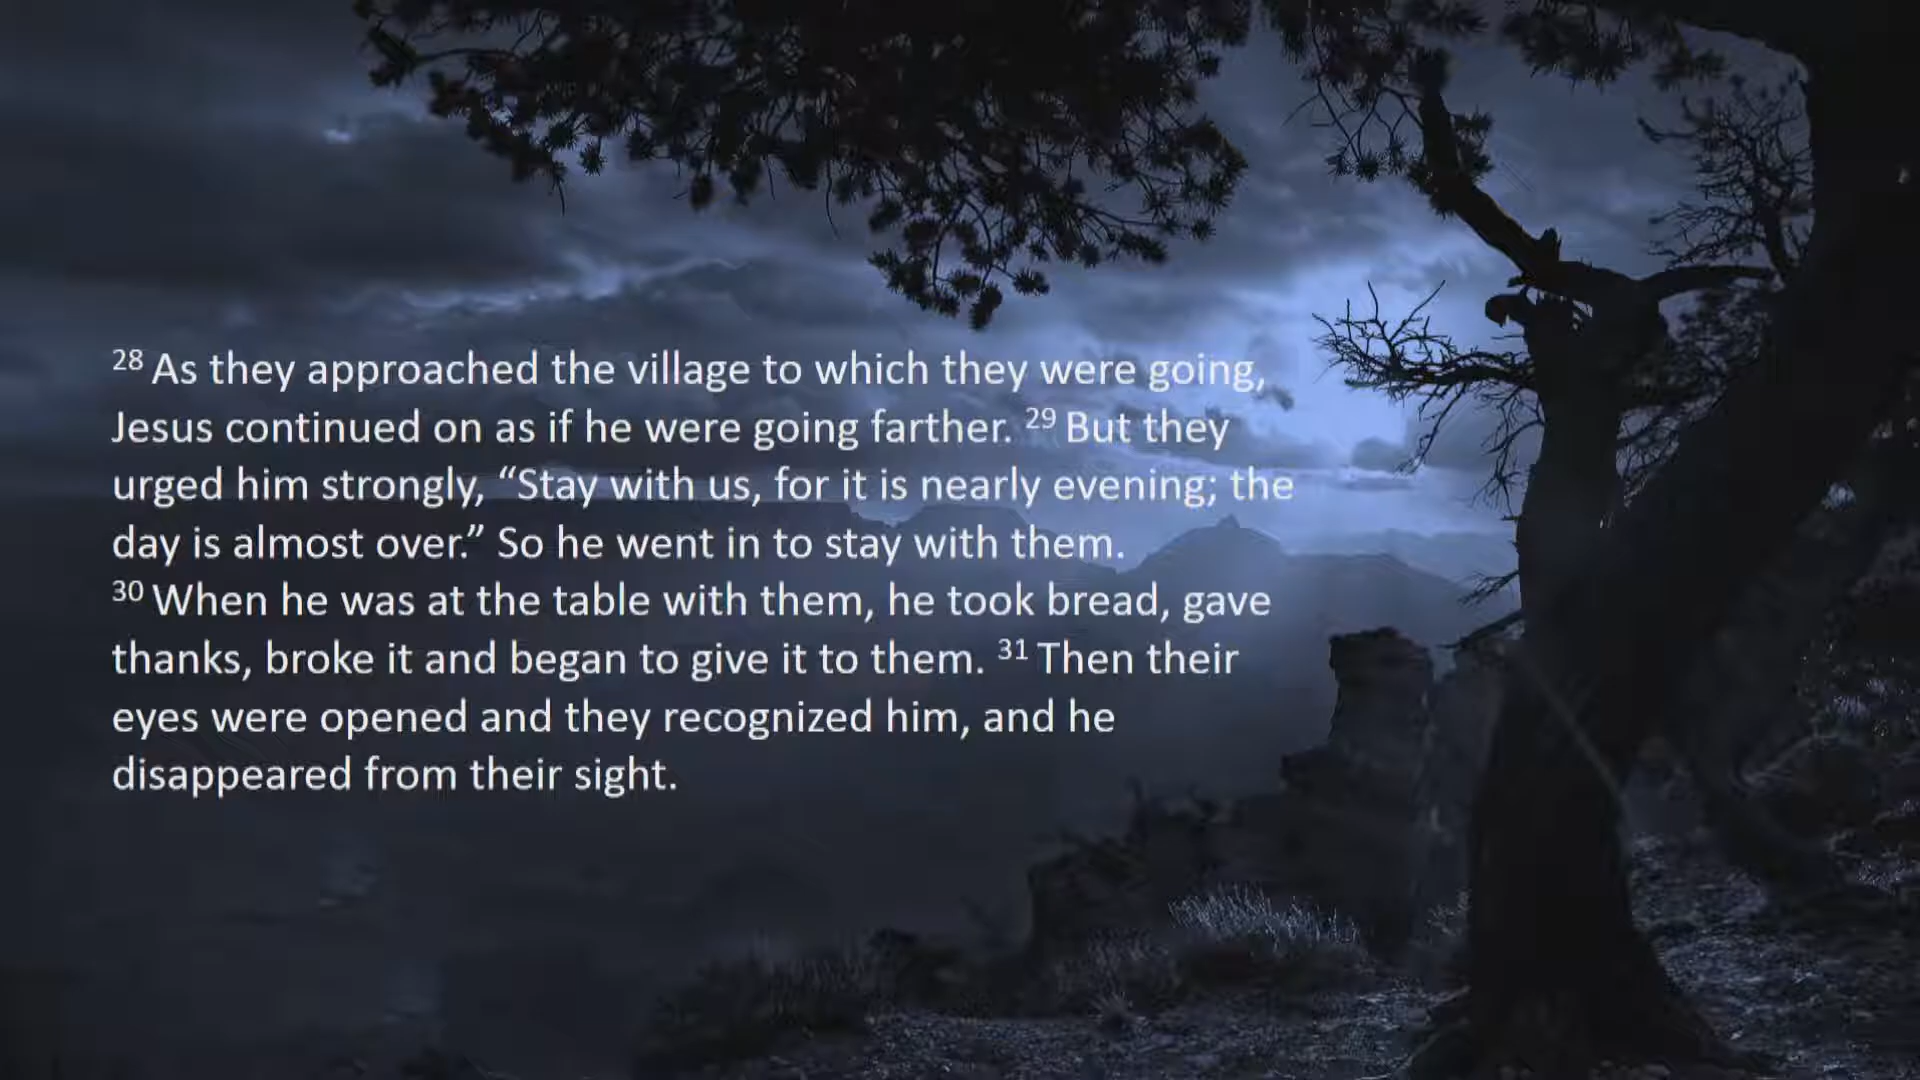 28 As they approached the village to which they were going,
Jesus continued on as if he were going farther. 29 But they
urged him strongly, “Stay with us, for it is nearly evening; the
day is almost over.” So he went in to stay with them.
30 When he was at the table with them, he took bread, gave
thanks, broke it and began to give it to them. 31 Then their
eyes were opened and they recognized him, and he
disappeared from their sight.